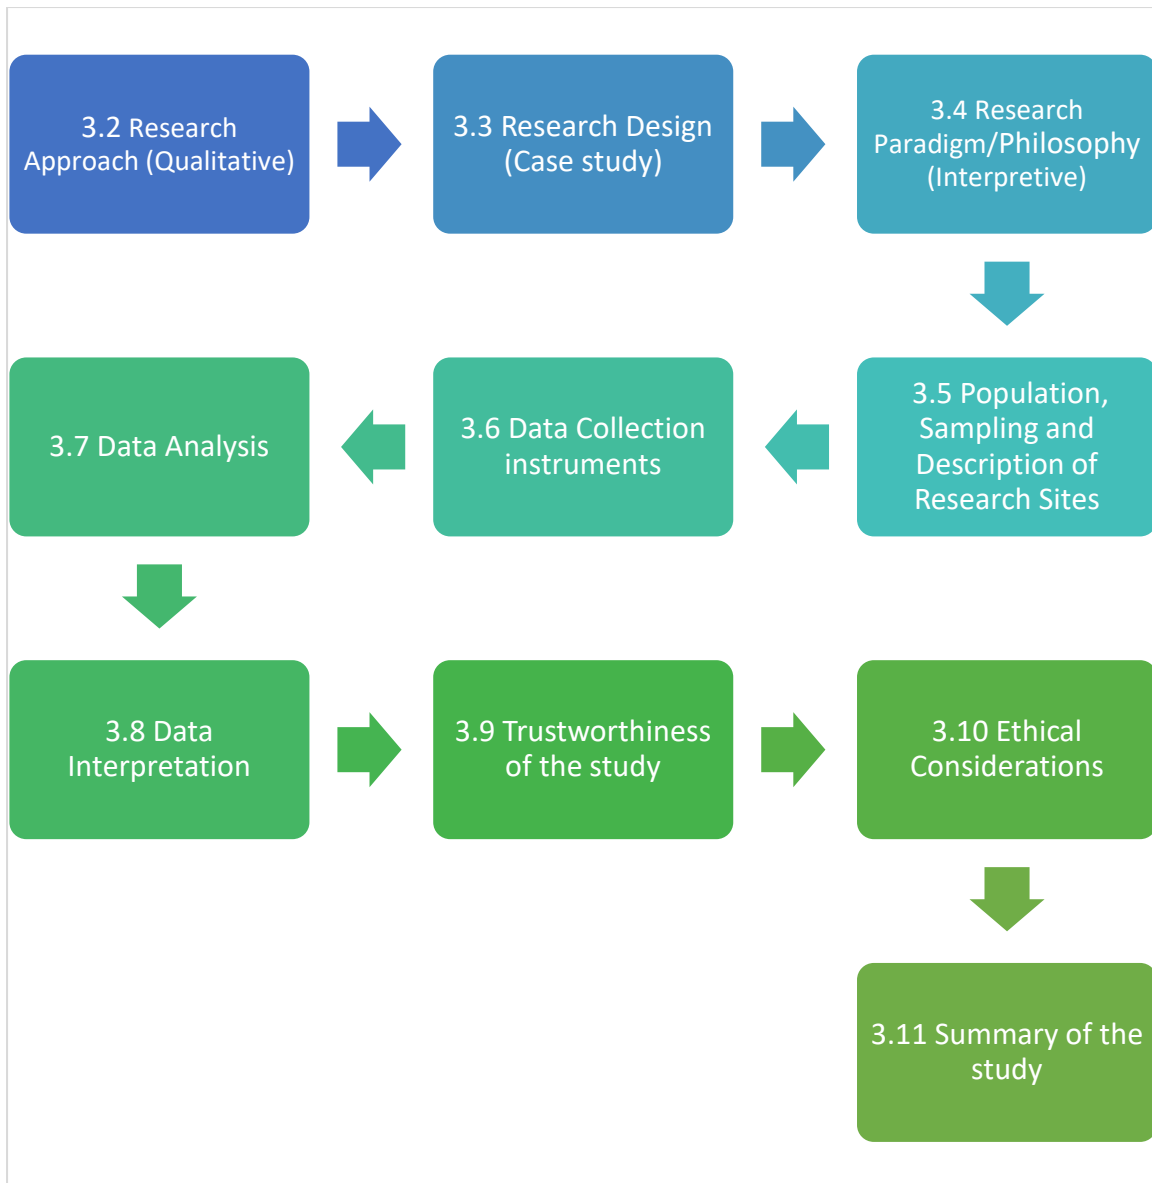 3.2 Research
Approach (Qualitative)
3.3 Research Design
(Case study)
3.4 Research
Paradigm/Philosophy
(Interpretive)
3.5 Population,
Sampling and
Description of
Research Sites
3.6 Data Collection
instruments
3.7 Data Analysis
3.8 Data
Interpretation
3.9 Trustworthiness
of the study
3.10 Ethical
Considerations
3.11 Summary of the
study